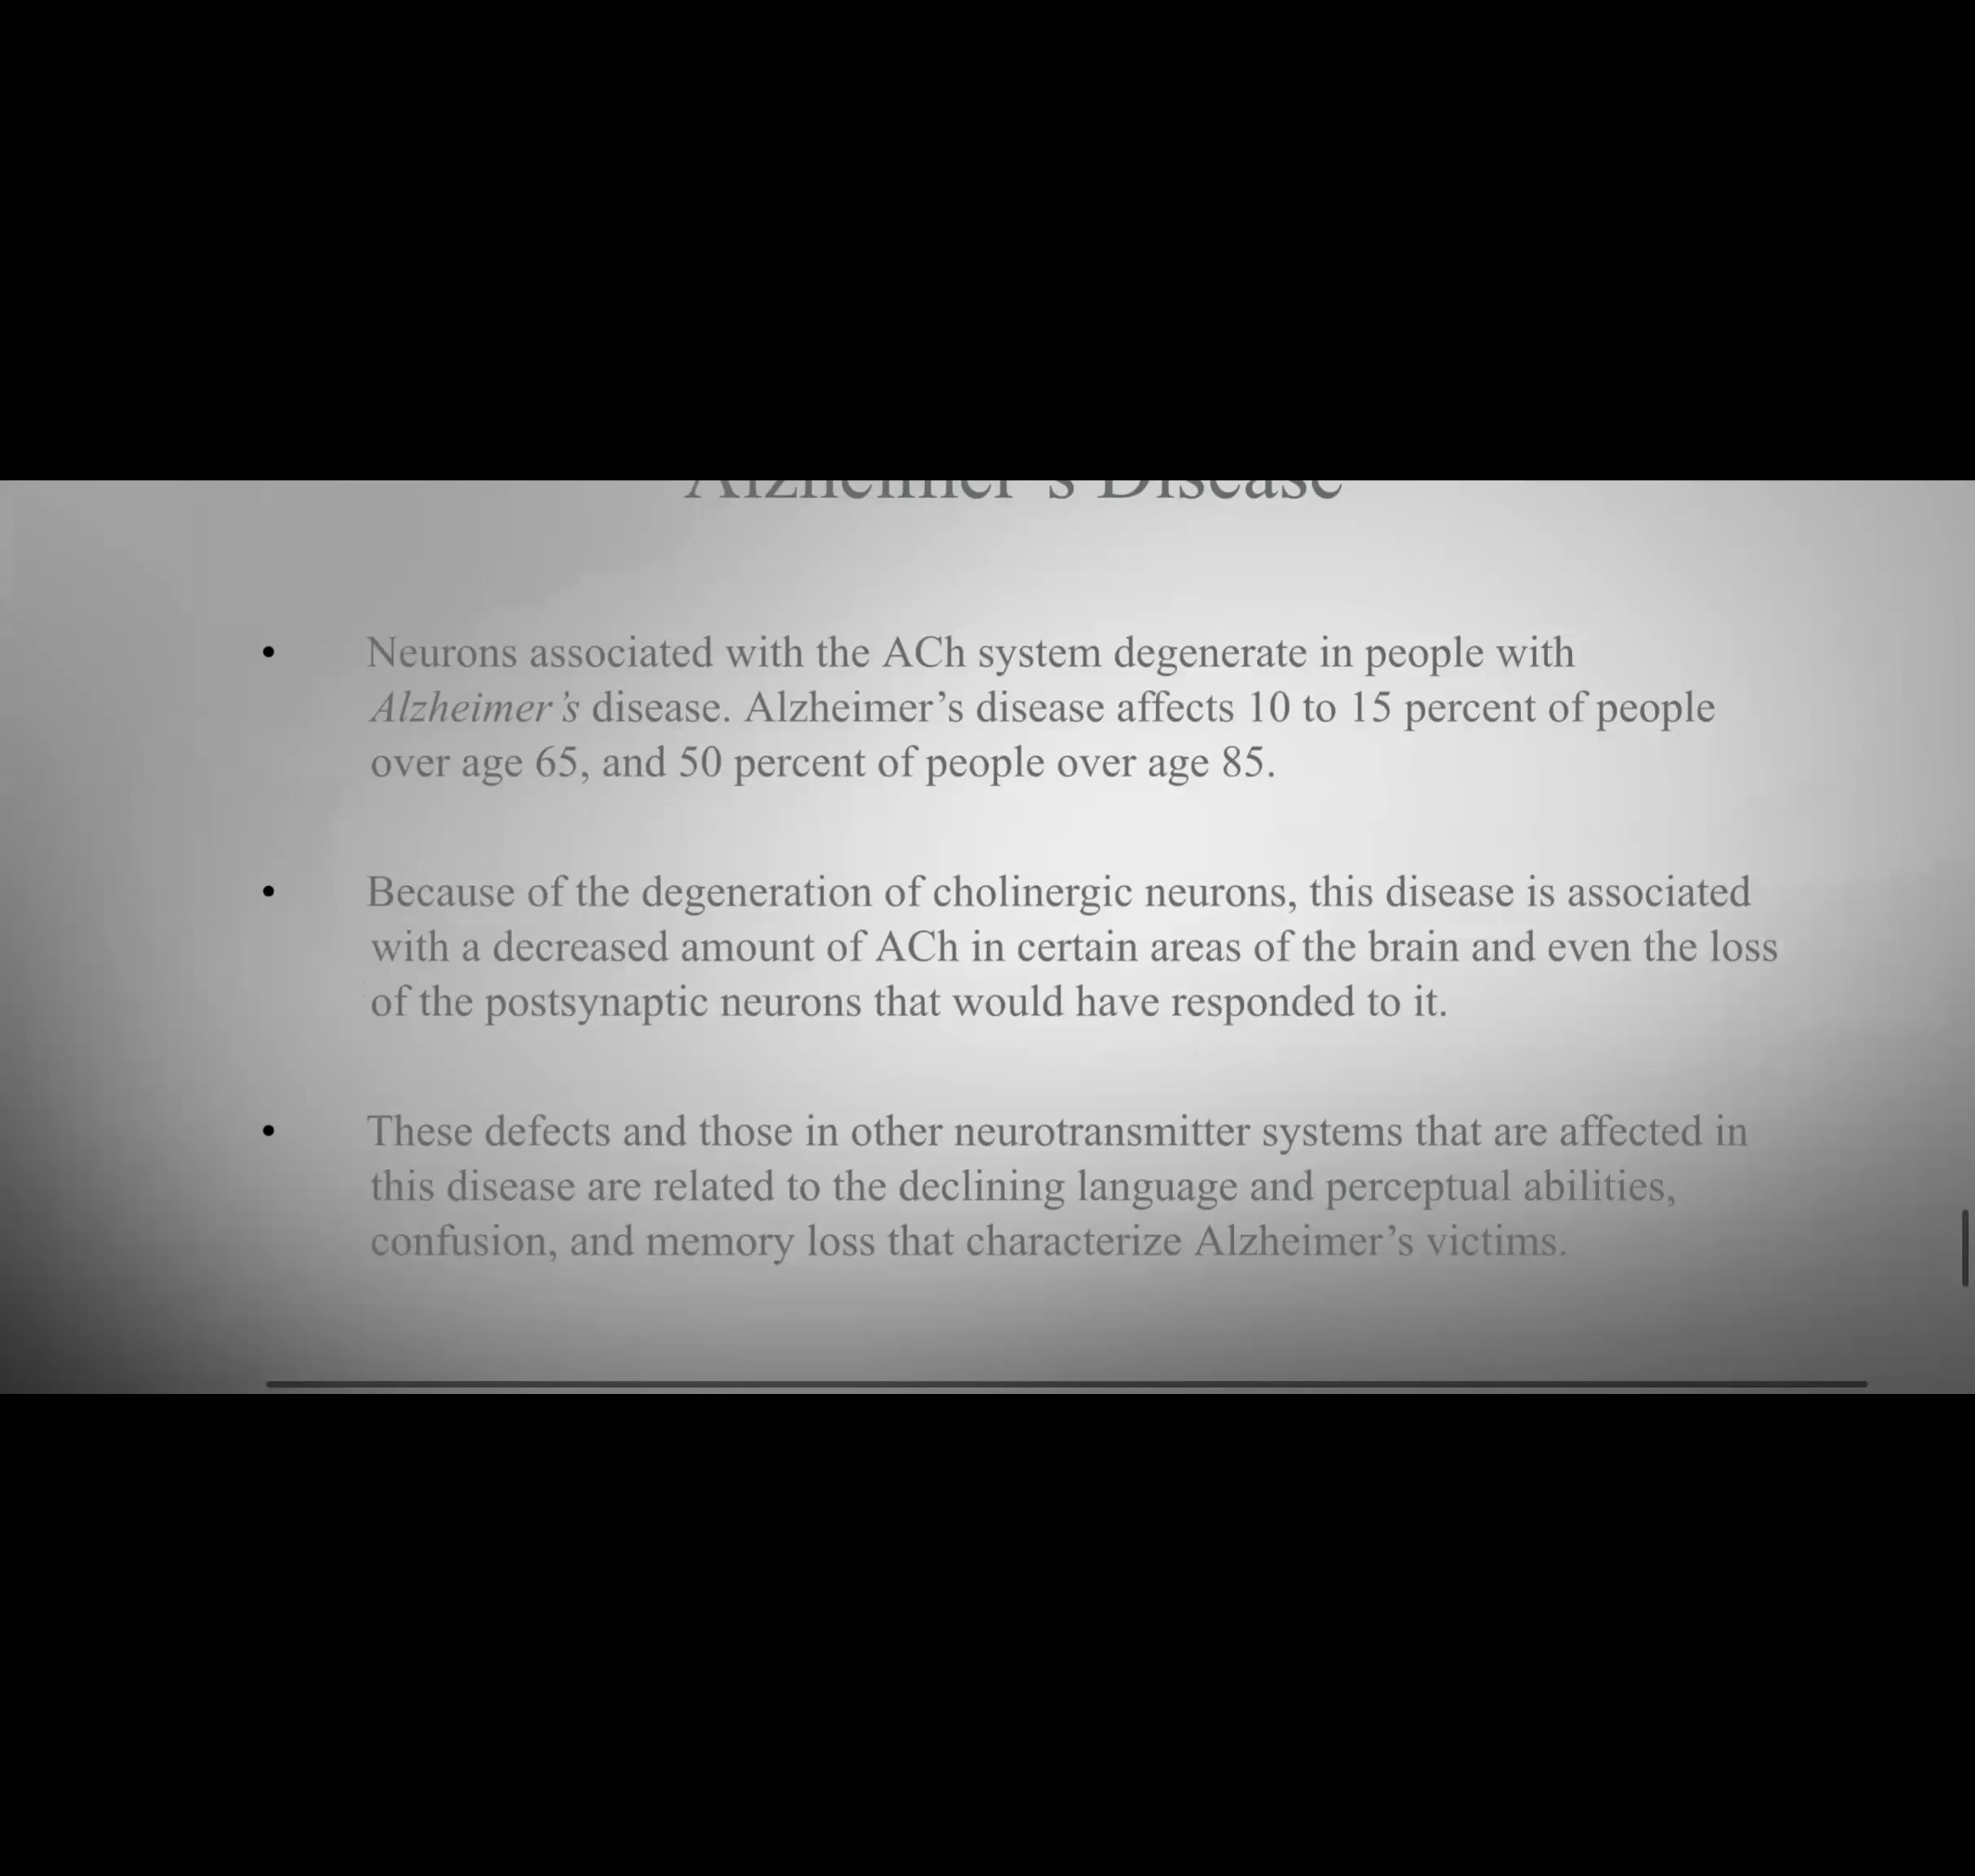 Alzheimer’s Disease
• Neurons associated with the ACh system degenerate in people with
Alzheimer’s disease. Alzheimer’s disease affects 10 to 15 percent of people
over age 65, and 50 percent of people over age 85.
• Because of the degeneration of cholinergic neurons, this disease is associated
with a decreased amount of ACh in certain areas of the brain and even the loss
of the postsynaptic neurons that would have responded to it.
• These defects and those in other neurotransmitter systems that are affected in
this disease are related to the declining language and perceptual abilities,
confusion, and memory loss that characterize Alzheimer’s victims.